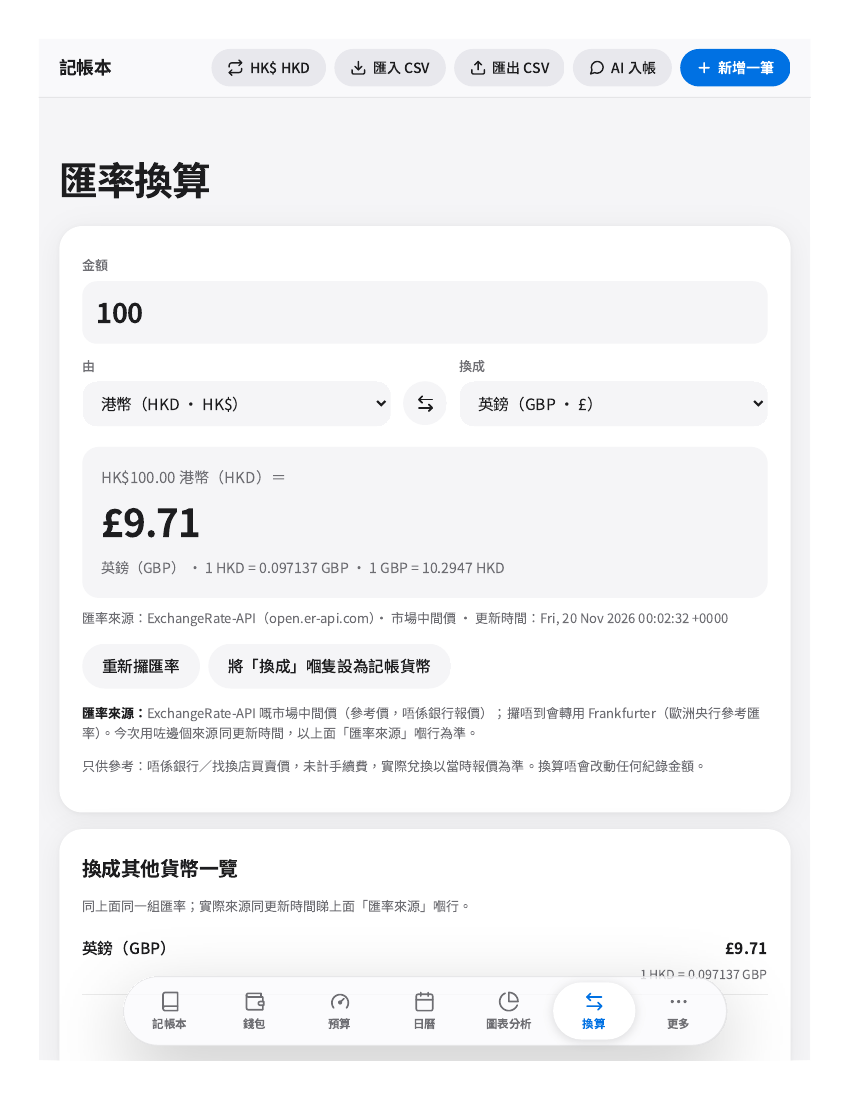 記帳本
HK$ HKD
匯入 CSV
匯出 CSV
AI 入帳
新增一筆
匯率換算
金額
100
由
換成
港幣（HKD · HK$）
英鎊（GBP · £）
HK$100.00 港幣（HKD）＝
£9.71
英鎊（GBP） · 1 HKD = 0.097137 GBP · 1 GBP = 10.2947 HKD
匯率來源：ExchangeRate-API（open.er-api.com）· 市場中間價 · 更新時間：Fri, 20 Nov 2026 00:02:32 +0000
重新攞匯率
將「換成」嗰隻設為記帳貨幣
匯率來源：ExchangeRate-API 嘅市場中間價（參考價，唔係銀行報價）；攞唔到會轉用 Frankfurter（歐洲央行參考匯
率）。今次用咗邊個來源同更新時間，以上面「匯率來源」嗰行為準。
只供參考：唔係銀行／找換店買賣價，未計手續費，實際兌換以當時報價為準。換算唔會改動任何紀錄金額。
換成其他貨幣一覽
同上面同一組匯率；實際來源同更新時間睇上面「匯率來源」嗰行。
英鎊（GBP）
£9.71
1 HKD = 0.097137 GBP
記帳本
錢包
預算
日曆
圖表分析
換算
更多